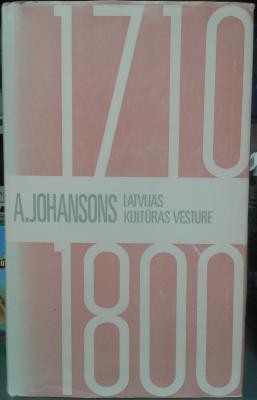 1710
A.JOHANSONS
LATVIJAS
KULTŪRAS VĒSTURE
1800